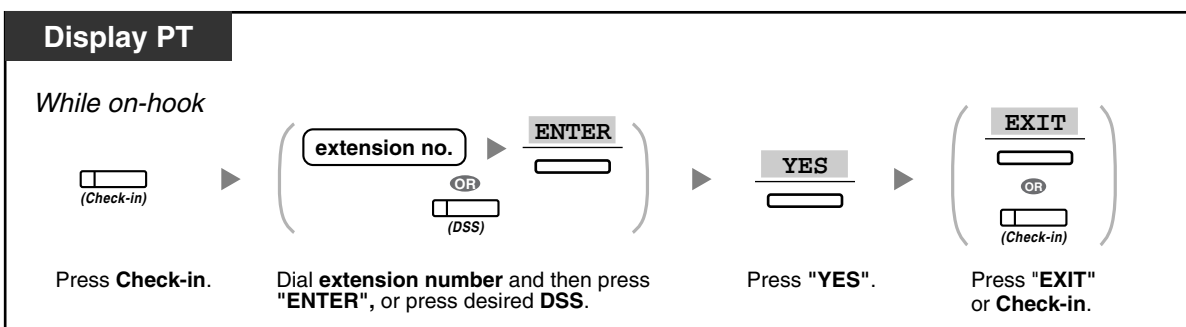 Display PT
While on-hook
extension no.
ENTER
OR
(DSS)
(Check-in)
YES
EXIT
OR
(Check-in)
Press Check-in.
Dial extension number and then press
"ENTER", or press desired DSS.
Press "YES".
Press "EXIT"
or Check-in.